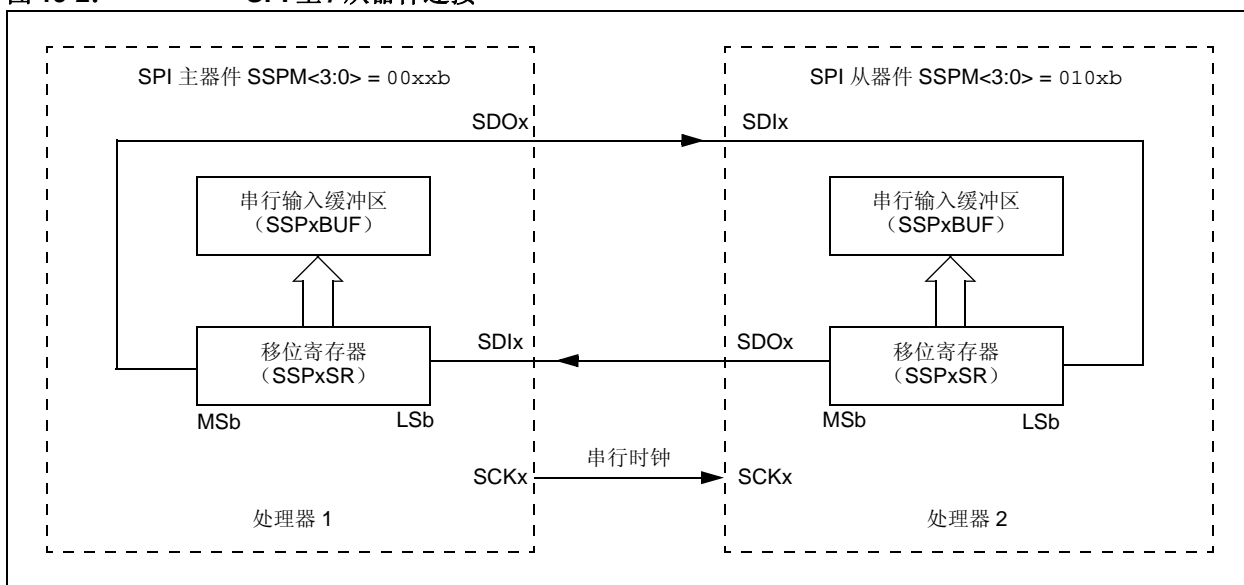 SPI 主器件 SSPM<3:0> = 00xxb
SPI 从器件 SSPM<3:0> = 010xb
SDOx
SDIx
串行输入缓冲区
（SSPxBUF）
串行输入缓冲区
（SSPxBUF）
移位寄存器
（SSPxSR）
MSb
LSb
SDIx
SDOx
移位寄存器
（SSPxSR）
MSb
LSb
SCKx
串行时钟
SCKx
处理器 1
处理器 2